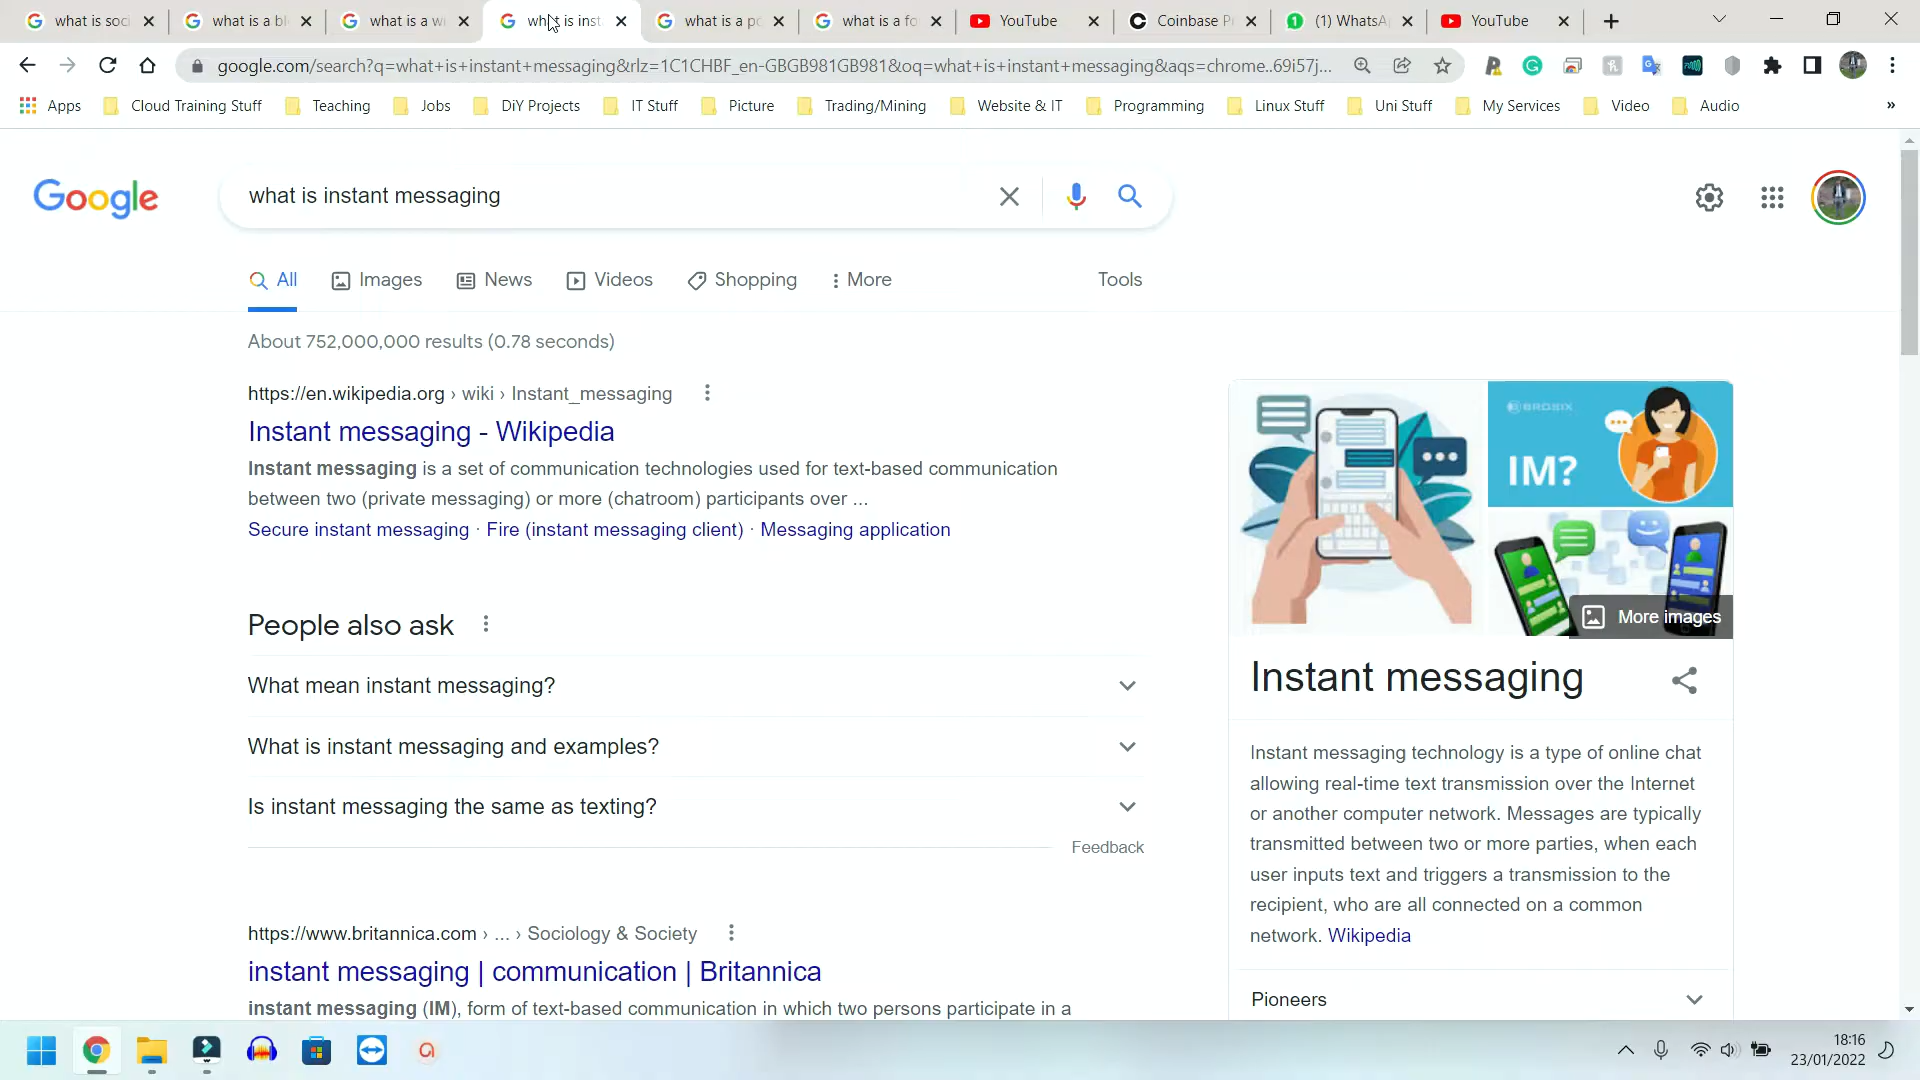 what is soci
what is a bl
what is a wi
what is inst
what is a po
what is a fo
YouTube
Coinbase Pr
(1) WhatsA
YouTube
google.com/search?q=what+is+instant+messaging&rlz=1C1CHBF_en-GBGB981GB981&oq=what+is+instant+messaging&aqs=chrome..69i57j...
Apps
Cloud Training Stuff
Teaching
Jobs
DiY Projects
IT Stuff
Picture
Trading/Mining
Website & IT
Programming
Linux Stuff
Uni Stuff
My Services
Video
Audio
»
Google
what is instant messaging
All
Images
News
Videos
Shopping
More
Tools
About 752,000,000 results (0.78 seconds)
https://en.wikipedia.org › wiki › Instant_messaging
Instant messaging - Wikipedia
Instant messaging is a set of communication technologies used for text-based communication
between two (private messaging) or more (chatroom) participants over ...
Secure instant messaging · Fire (instant messaging client) · Messaging application
People also ask
What mean instant messaging?
What is instant messaging and examples?
Is instant messaging the same as texting?
Feedback
https://www.britannica.com › ... › Sociology & Society
instant messaging | communication | Britannica
instant messaging (IM), form of text-based communication in which two persons participate in a
BROSIX
IM?
More images
Instant messaging
Instant messaging technology is a type of online chat
allowing real-time text transmission over the Internet
or another computer network. Messages are typically
transmitted between two or more parties, when each
user inputs text and triggers a transmission to the
recipient, who are all connected on a common
network. Wikipedia
Pioneers
18:16
23/01/2022